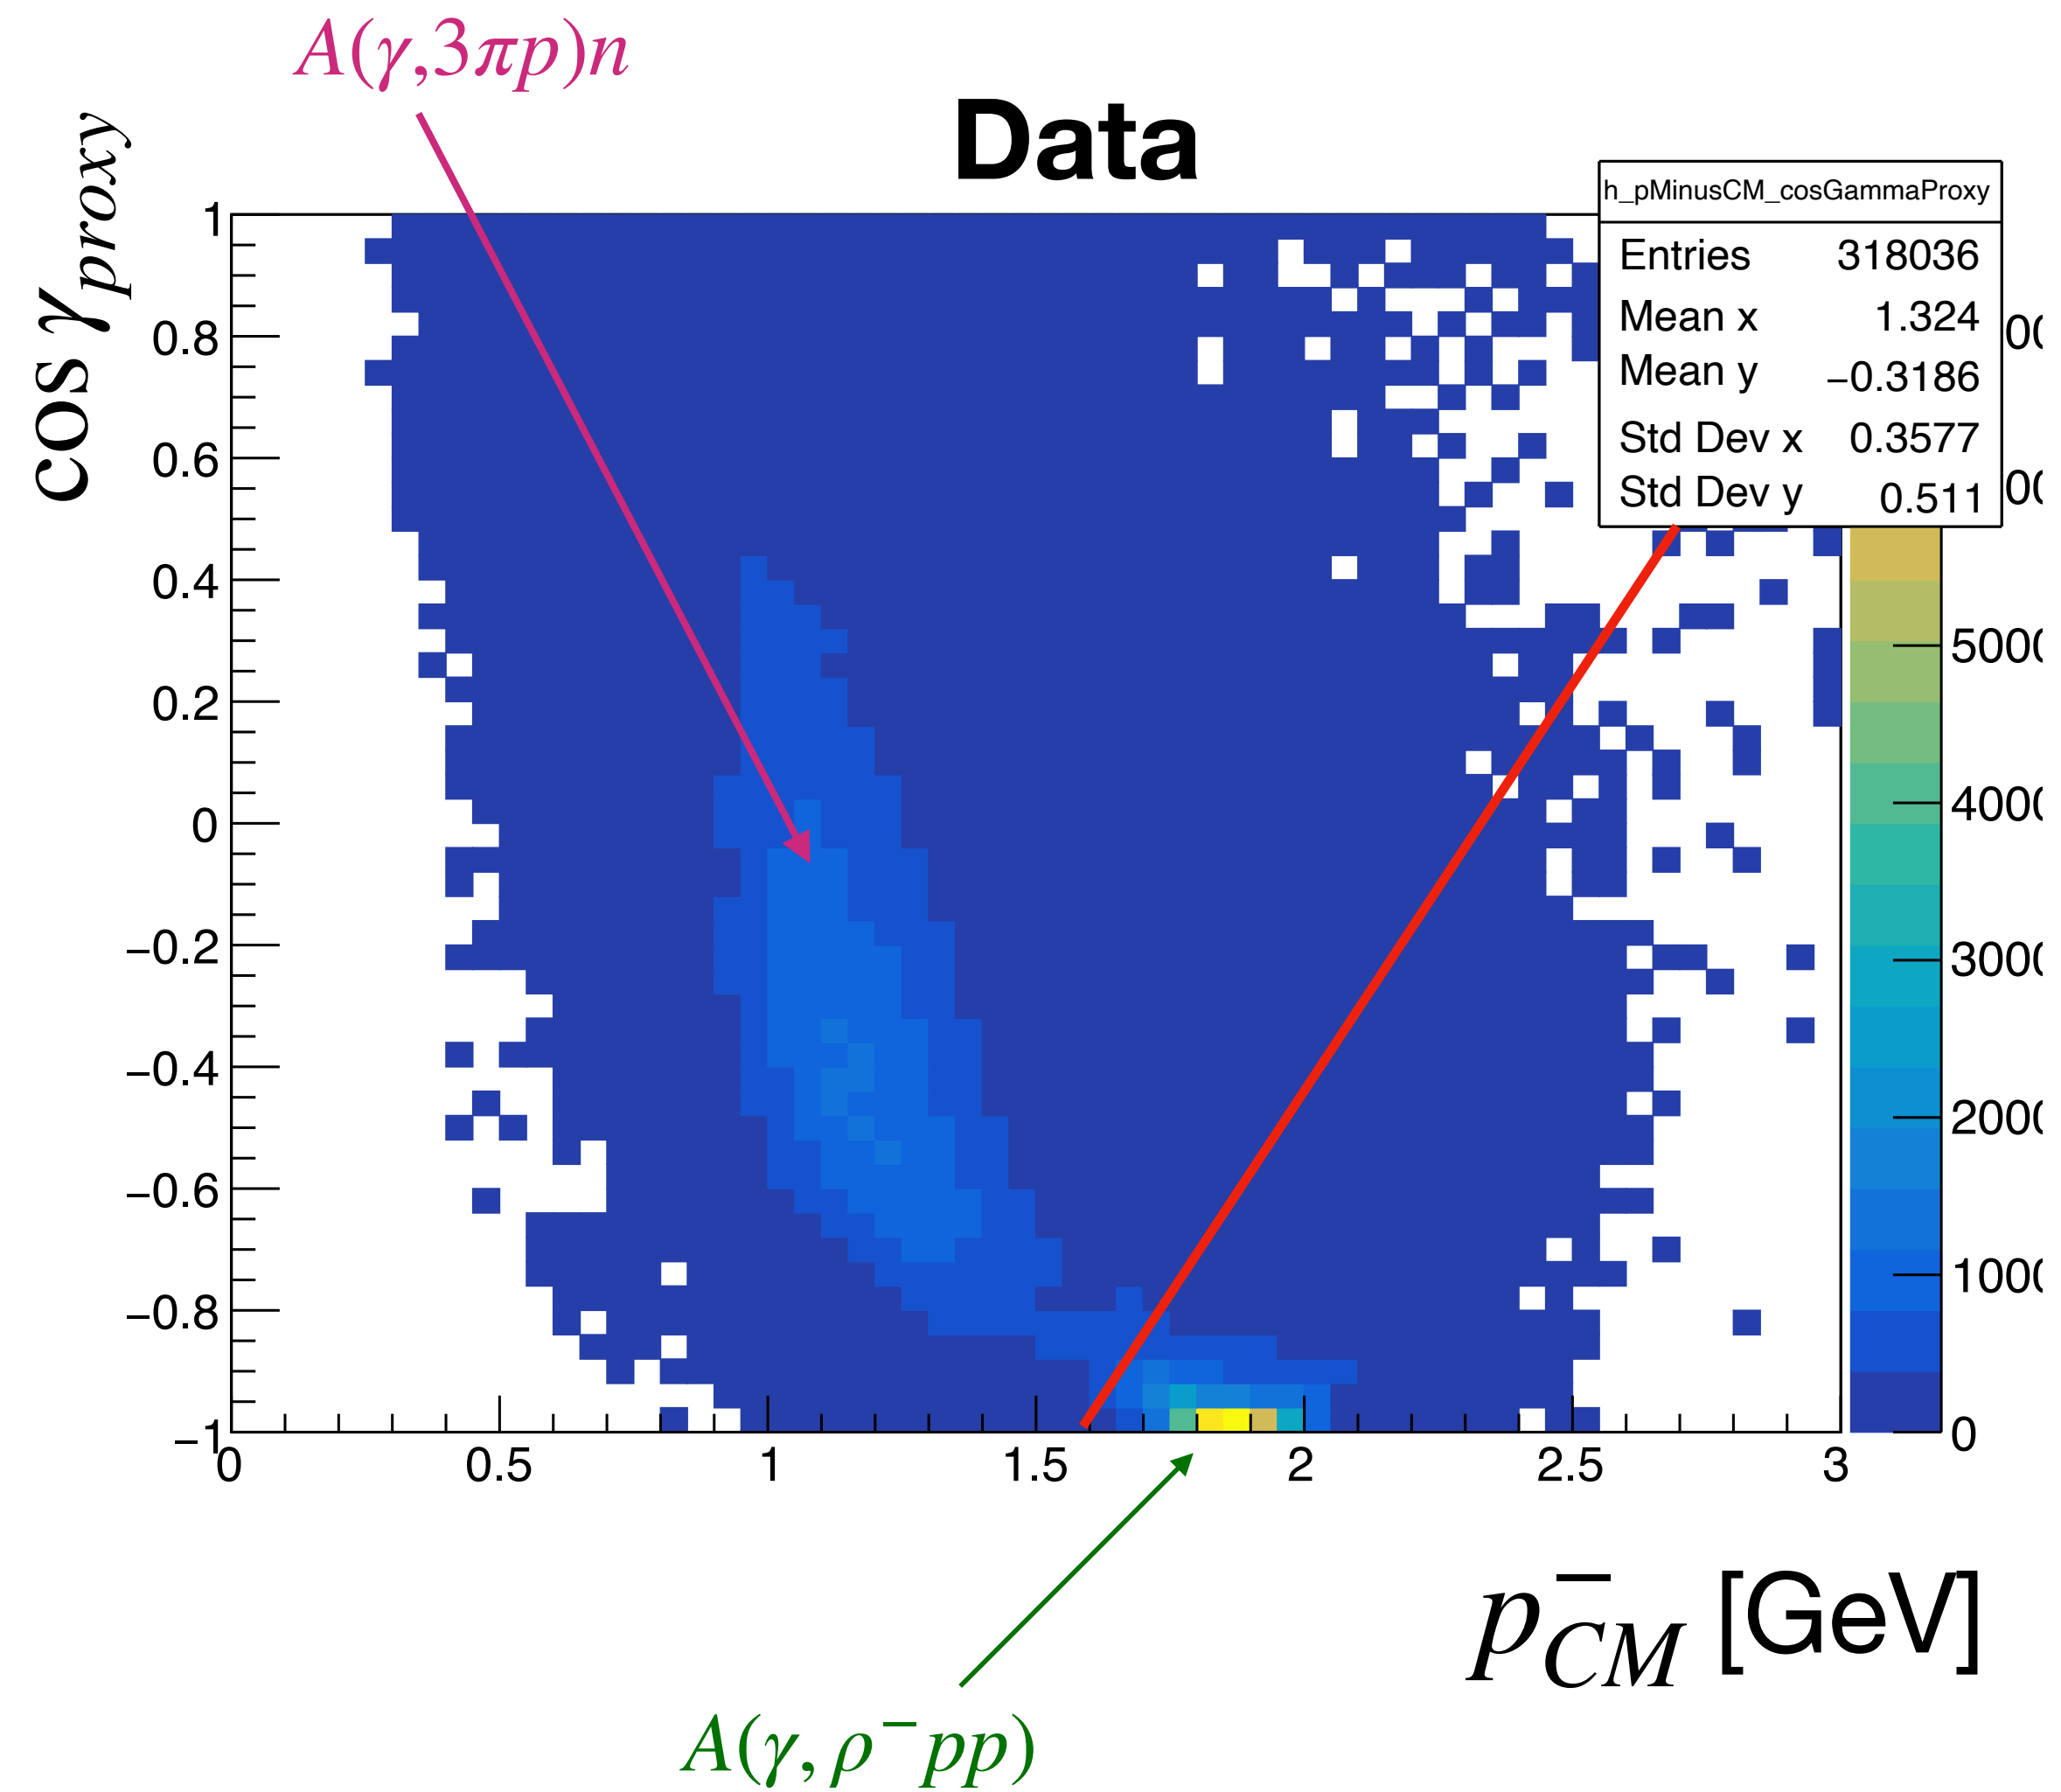 A(γ,3πp)n
Data
cos γproxy
h_pMinusCM_cosGammaProxy
Entries 318036
Mean x 1.324
Mean y −0.3186
Std Dev x 0.3577
Std Dev y 0.511
1
0.8
0.6
0.4
0.2
0
−0.2
−0.4
−0.6
−0.8
−1
5000
4000
3000
2000
1000
0
0 0.5 1 1.5 2 2.5 3
p−CM [GeV]
A(γ, ρ−pp)